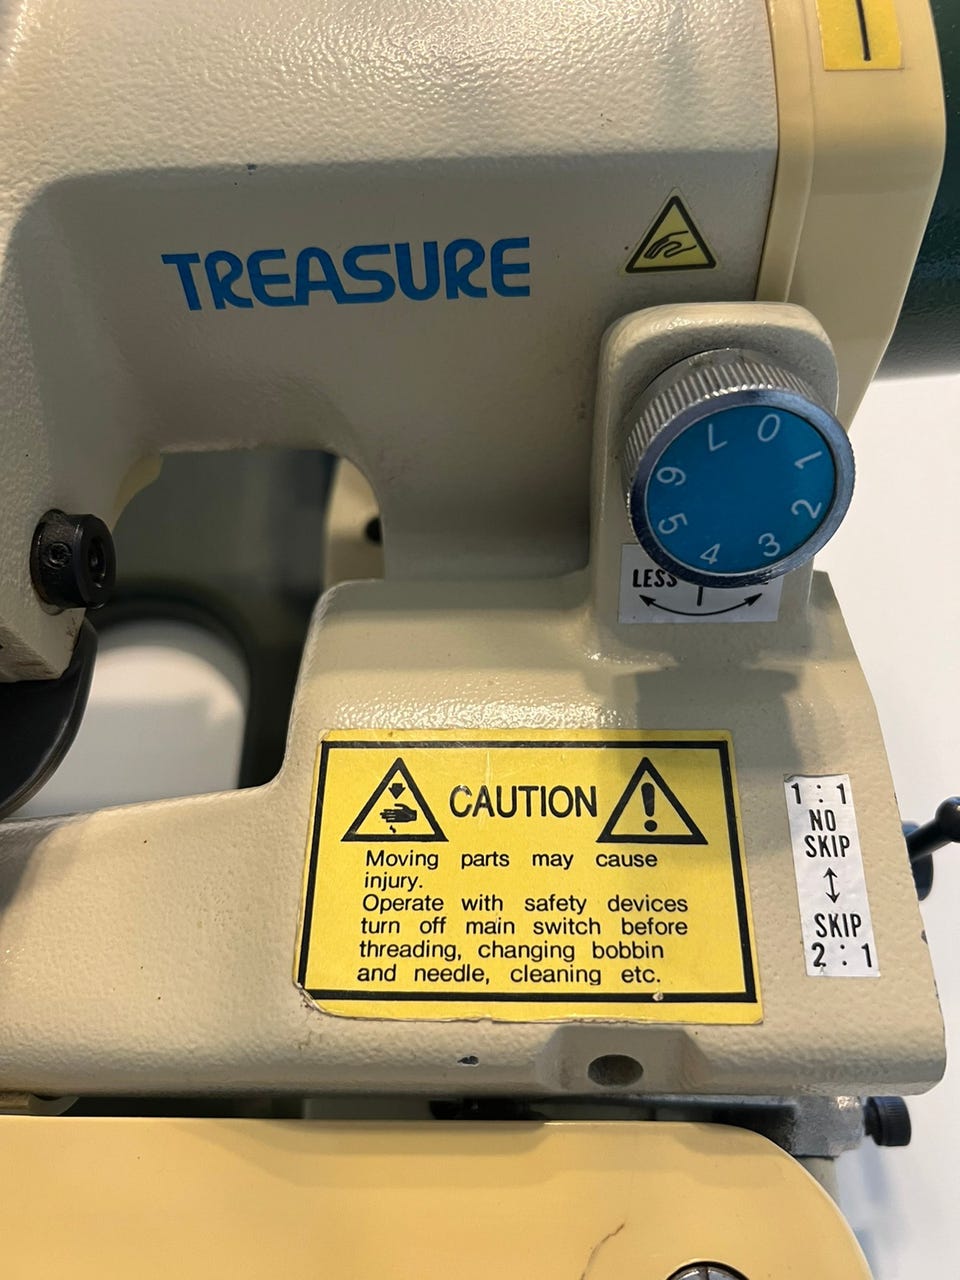 TREASURE
0 1 2 3 4 5 6 7
LESS
CAUTION
Moving parts may cause
injury.
Operate with safety devices
turn off main switch before
threading, changing bobbin
and needle, cleaning etc.
1 : 1
NO
SKIP
SKIP
2 : 1